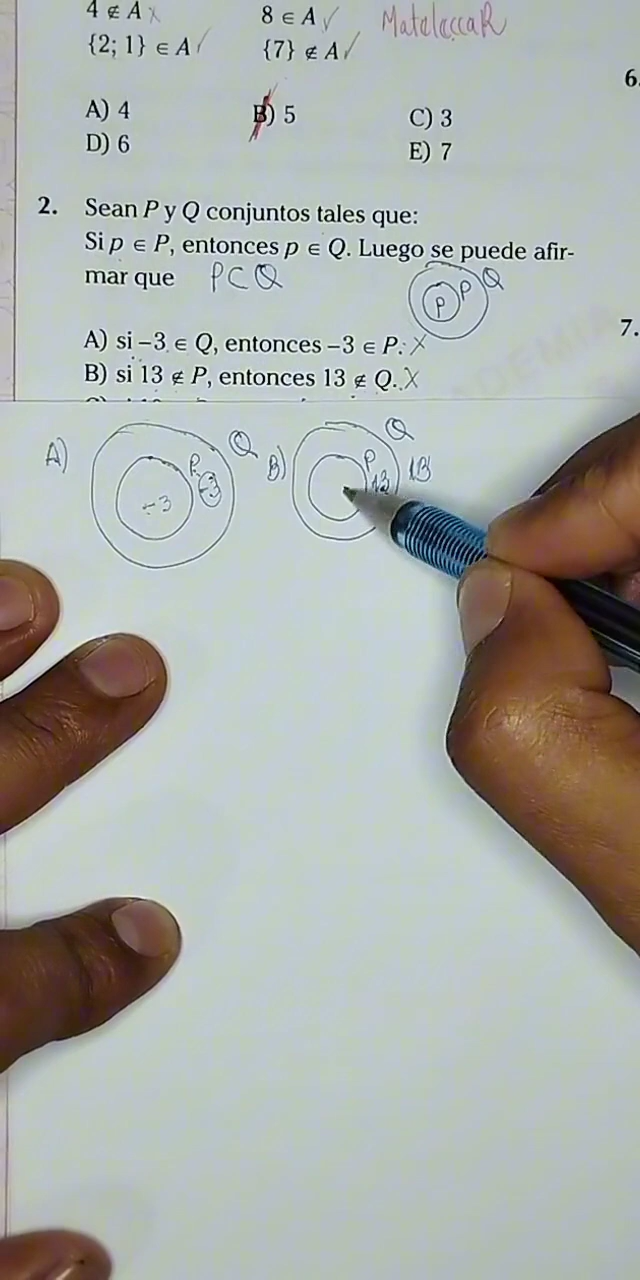 4 ∉ A x 8 ∈ A ✓ MateleccaR
{2; 1} ∈ A ✓ {7} ∉ A ✓
6.
A) 4 B) 5 C) 3
D) 6 E) 7
2. Sean P y Q conjuntos tales que:
Si p ∈ P, entonces p ∈ Q. Luego se puede afir-
mar que P⊂Q
P P Q
7.
A) si –3 ∈ Q, entonces –3 ∈ P. X
B) si 13 ∉ P, entonces 13 ∉ Q. X
A) -3 P -3 Q B) P 13 Q 13